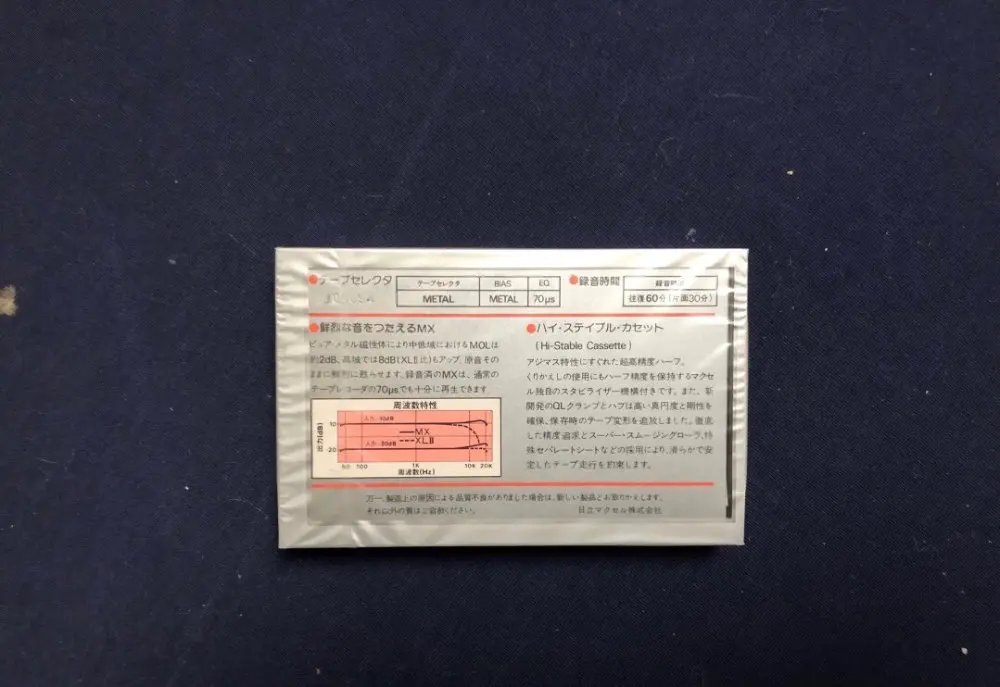 ●テープセレクタ
テープセレクタ BIAS EQ
METAL METAL 70μs
●録音時間
録音時間
往復60分(片面30分)
●鮮烈な音をつたえるMX
ピュアメタル磁性体により中低域におけるMOLは
約2dB、高域では8dB(XLⅡ比)もアップ。原音その
ままに鮮烈に甦らせます。録音済のMXは、通常の
テープレコーダの70μsでも十分に再生できます
周波数特性
出力(dB)
-10
-20
入力-10dB
入力-20dB
MX
XLⅡ
50 100 1K 10K 20K
周波数(Hz)
●ハイ・ステイブル・カセット
(Hi-Stable Cassette)
アジマス特性にすぐれた超高精度ハーフ。
くりかえしの使用にもハーフ精度を保持するマクセ
ル独自のスタビライザー機構付きです。また、新
開発のQLクランプとハブは高い真円度と剛性を
確保、保存時のテープ変形を追放しました。徹底
した精度追求とスーパー・スムージングローラ、特
殊セパレートシートなどの採用により、滑らかで安
定したテープ走行を約束します。
万一、製造上の原因による品質不良がありました場合は、新しい製品とお取りかえします。
それ以外の責はご容赦ください。
日立マクセル株式会社